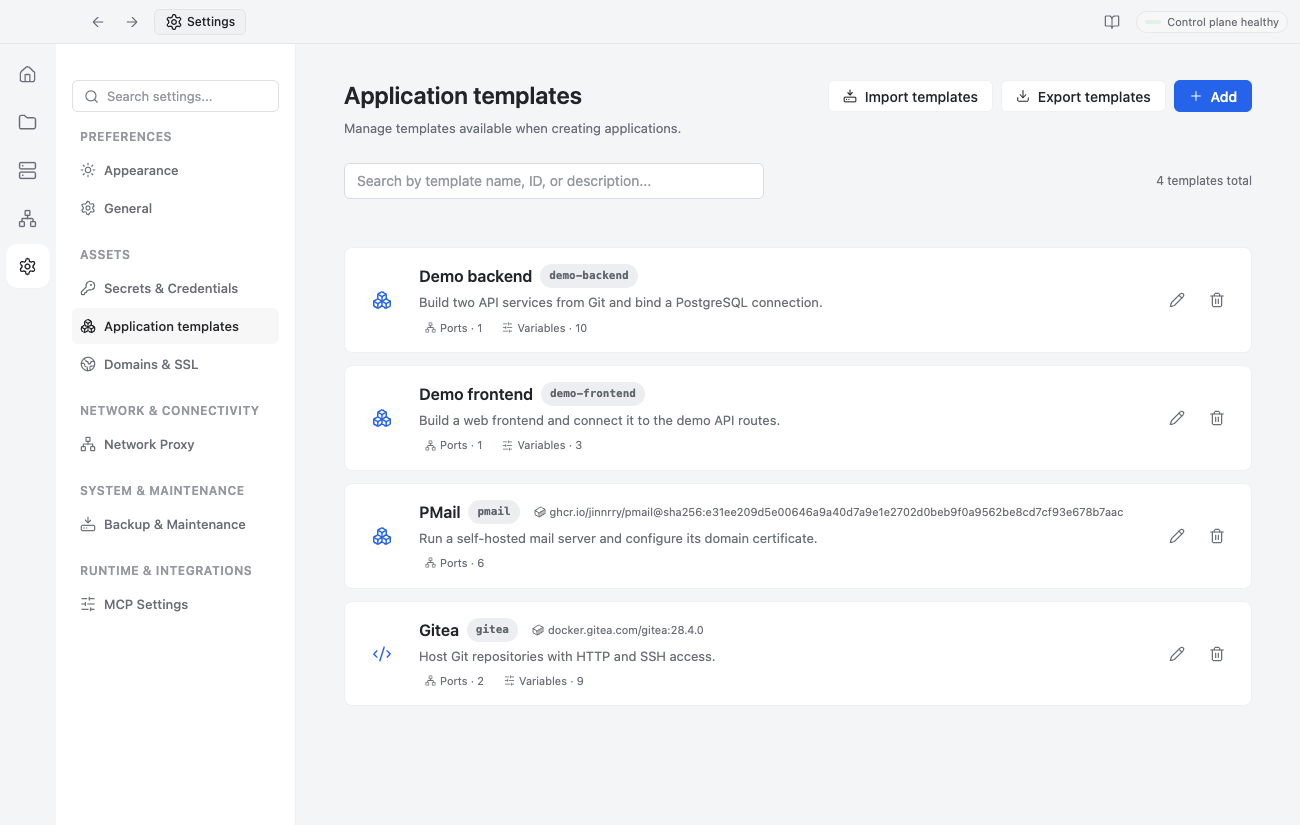 Settings
Control plane healthy
Search settings...
PREFERENCES
Appearance
General
ASSETS
Secrets & Credentials
Application templates
Domains & SSL
NETWORK & CONNECTIVITY
Network Proxy
SYSTEM & MAINTENANCE
Backup & Maintenance
RUNTIME & INTEGRATIONS
MCP Settings
Application templates
Import templates
Export templates
Add
Manage templates available when creating applications.
Search by template name, ID, or description...
4 templates total
Demo backend demo-backend
Build two API services from Git and bind a PostgreSQL connection.
Ports · 1 Variables · 10
Demo frontend demo-frontend
Build a web frontend and connect it to the demo API routes.
Ports · 1 Variables · 3
PMail pmail ghcr.io/jinnrry/pmail@sha256:e31ee209d5e00646a9a40d7a9e1e2702d0beb9f0a9562be8cd7cf93e678b7aac
Run a self-hosted mail server and configure its domain certificate.
Ports · 6
Gitea gitea docker.gitea.com/gitea:28.4.0
Host Git repositories with HTTP and SSH access.
Ports · 2 Variables · 9